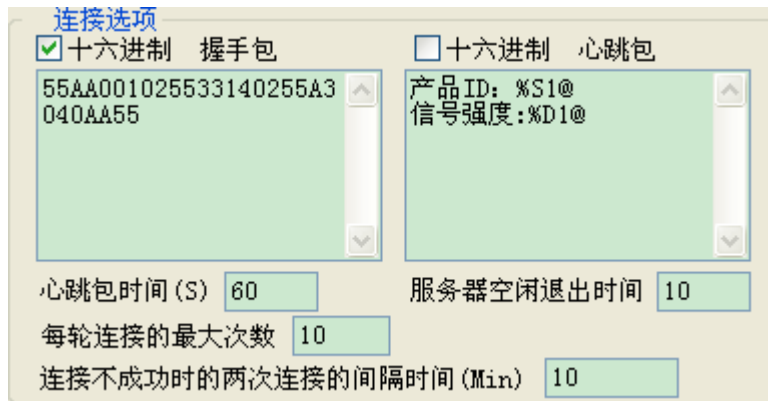 连接选项
十六进制 握手包
十六进制 心跳包
55AA001025533140255A3
040AA55
产品ID: %S1@
信号强度:%D1@
心跳包时间(S) 60
服务器空闲退出时间 10
每轮连接的最大次数 10
连接不成功时的两次连接的间隔时间(Min) 10